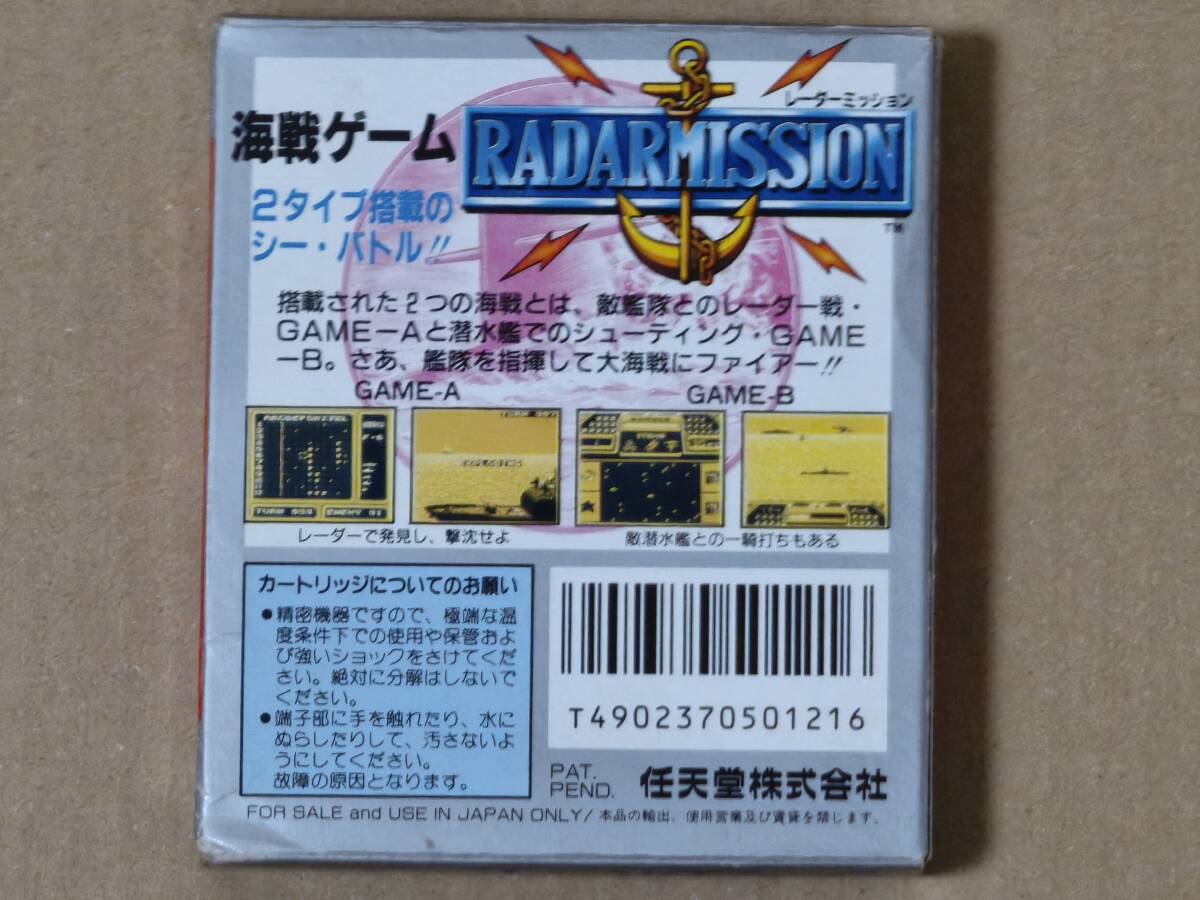 レーダーミッション
海戦ゲーム
RADARMISSION
TM
2タイプ搭載の
シー・バトル!!
搭載された2つの海戦とは、敵艦隊とのレーダー戦・
GAME－Aと潜水艦でのシューティング・GAME
－B。さあ、艦隊を指揮して大海戦にファイアー!!
GAME-A
GAME-B
レーダーで発見し、撃沈せよ
敵潜水艦との一騎打ちもある
カートリッジについてのお願い
●精密機器ですので、極端な温
度条件下での使用や保管およ
び強いショックをさけてくだ
さい。絶対に分解はしないで
ください。
●端子部に手を触れたり、水に
ぬらしたりして、汚さないよ
うにしてください。
故障の原因となります。
T4902370501216
PAT.
PEND.
任天堂株式会社
FOR SALE and USE IN JAPAN ONLY/ 本品の輸出、使用営業及び賃貸を禁じます。